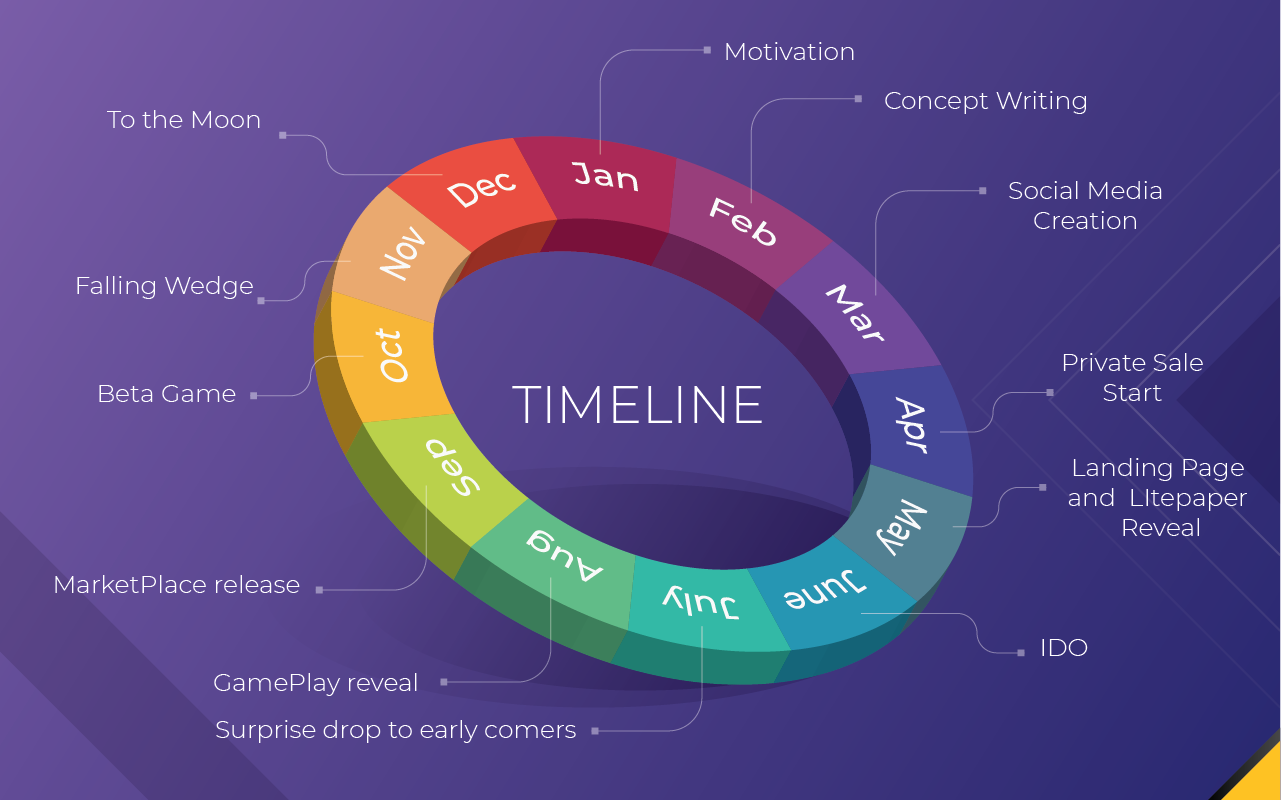 Motivation
Concept Writing
To the Moon
Social Media
Creation
Dec
Jan
Feb
Nov
Mar
Falling Wedge
Oct
Private Sale
Start
Beta Game
TIMELINE
Apr
Sep
Landing Page
and LItepaper
Reveal
May
Aug
July
June
MarketPlace release
IDO
GamePlay reveal
Surprise drop to early comers